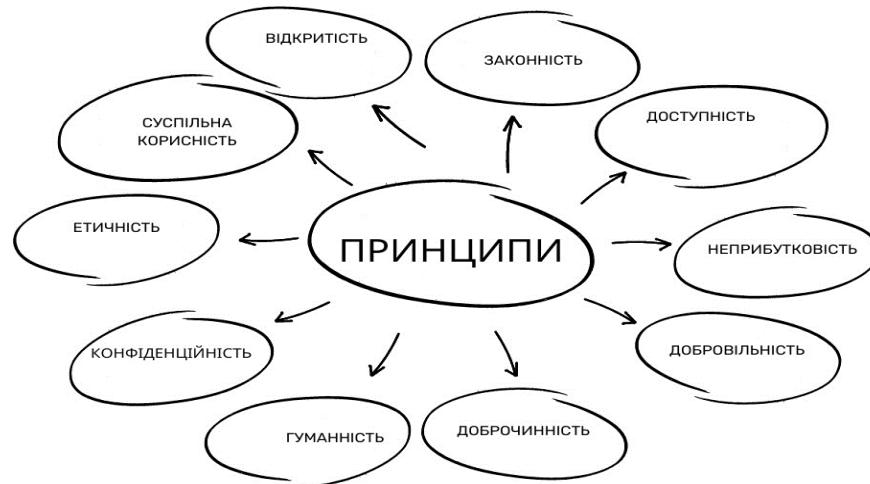 ВІДКРИТІСТЬ
ЗАКОННІСТЬ
ДОСТУПНІСТЬ
СУСПІЛЬНА
КОРИСНІСТЬ
ЕТИЧНІСТЬ
ПРИНЦИПИ
НЕПРИБУТКОВІСТЬ
КОНФІДЕНЦІЙНІСТЬ
ДОБРОВІЛЬНІСТЬ
ГУМАННІСТЬ
ДОБРОЧИННІСТЬ